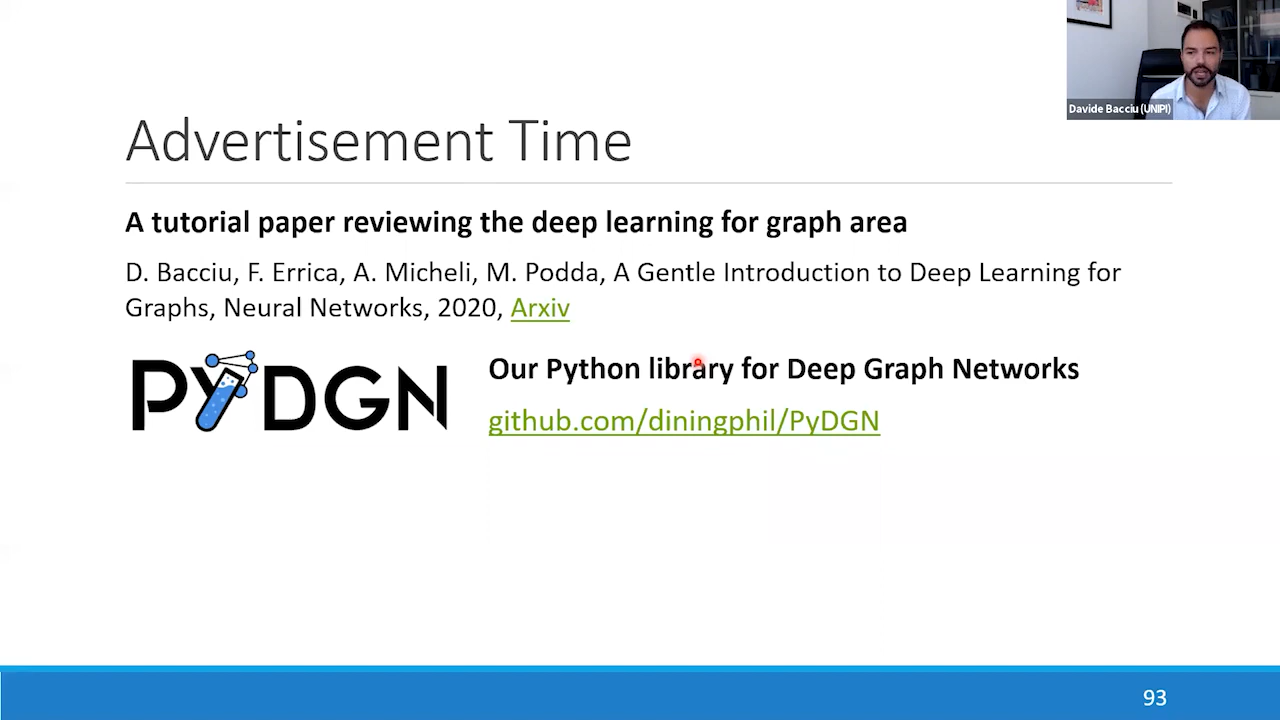 Davide Bacciu (UNIPI)
Advertisement Time
A tutorial paper reviewing the deep learning for graph area
D. Bacciu, F. Errica, A. Micheli, M. Podda, A Gentle Introduction to Deep Learning for
Graphs, Neural Networks, 2020, Arxiv
PYDGN
Our Python library for Deep Graph Networks
github.com/diningphil/PyDGN
93